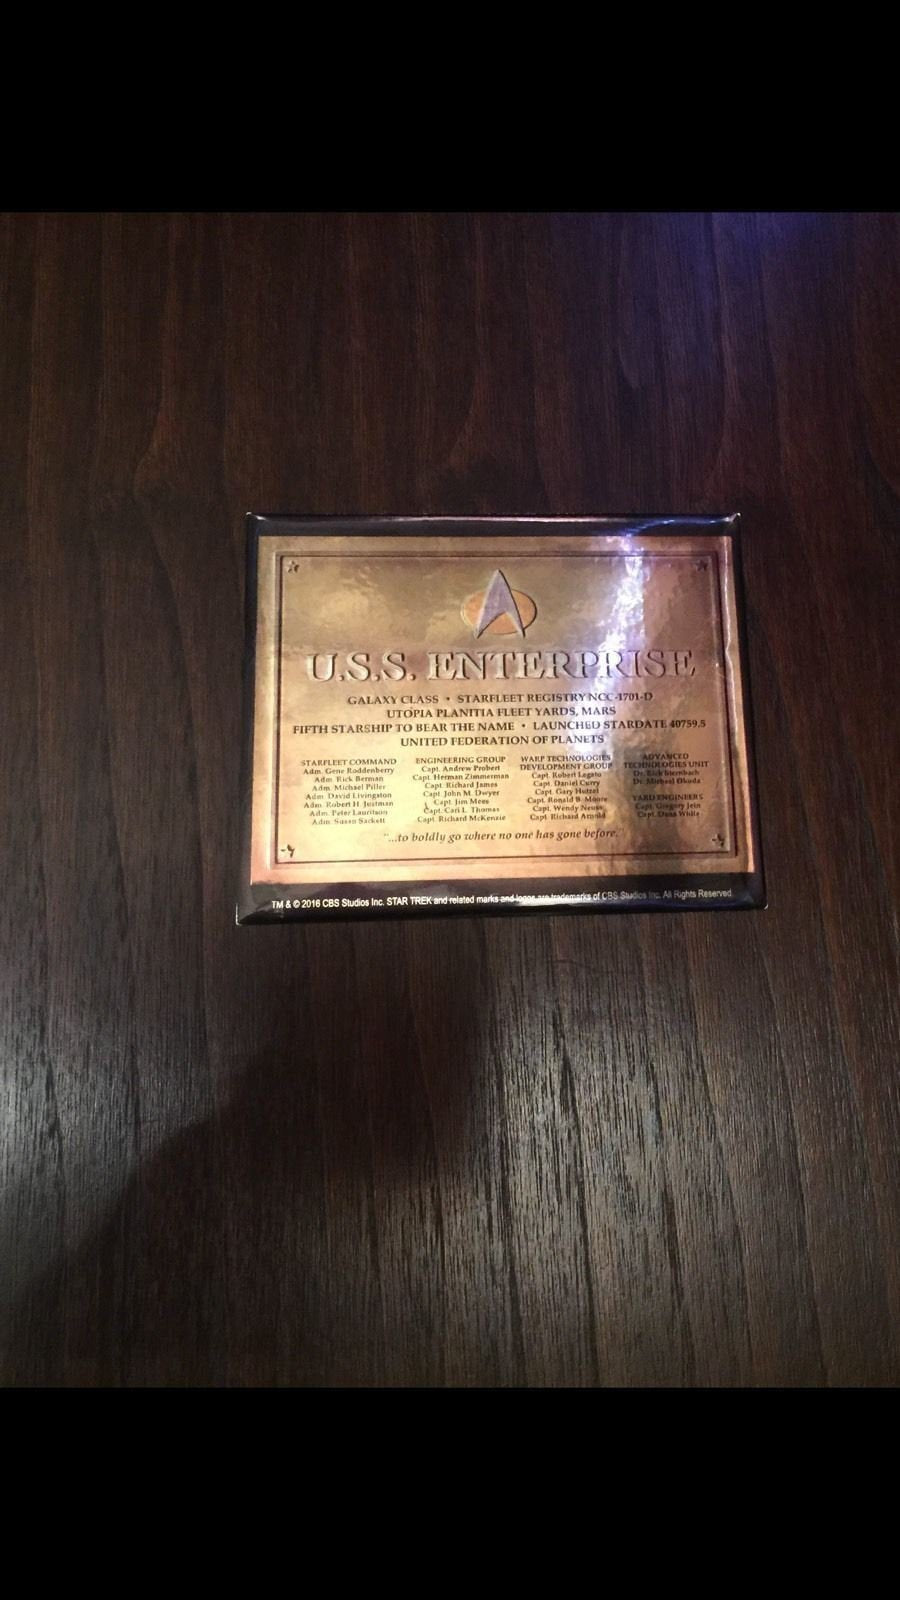 U.S.S. ENTERPRISE
GALAXY CLASS • STARFLEET REGISTRY NCC-1701-D
UTOPIA PLANITIA FLEET YARDS, MARS
FIFTH STARSHIP TO BEAR THE NAME • LAUNCHED STARDATE 40759.5
UNITED FEDERATION OF PLANETS
STARFLEET COMMAND
Adm. Gene Roddenberry
Adm. Rick Berman
Adm. Michael Piller
Adm. David Livingston
Adm. Robert H. Justman
Adm. Peter Lauritson
Adm. Susan Sackett
ENGINEERING GROUP
Capt. Andrew Probert
Capt. Herman Zimmerman
Capt. Richard James
Capt. John M. Dwyer
Capt. Jim Mees
Capt. Carl L. Thomas
Capt. Richard McKenzie
WARP TECHNOLOGIES
DEVELOPMENT GROUP
Capt. Robert Legato
Capt. Daniel Curry
Capt. Gary Hutzel
Capt. Ronald B. Moore
Capt. Wendy Neuss
Capt. Richard Arnold
ADVANCED
TECHNOLOGIES UNIT
Dr. Rick Sternbach
Dr. Michael Okuda
YARD ENGINEERS
Capt. Gregory Jein
Capt. Dana White
"...to boldly go where no one has gone before."
TM & © 2016 CBS Studios Inc. STAR TREK and related marks and logos are trademarks of CBS Studios Inc. All Rights Reserved.